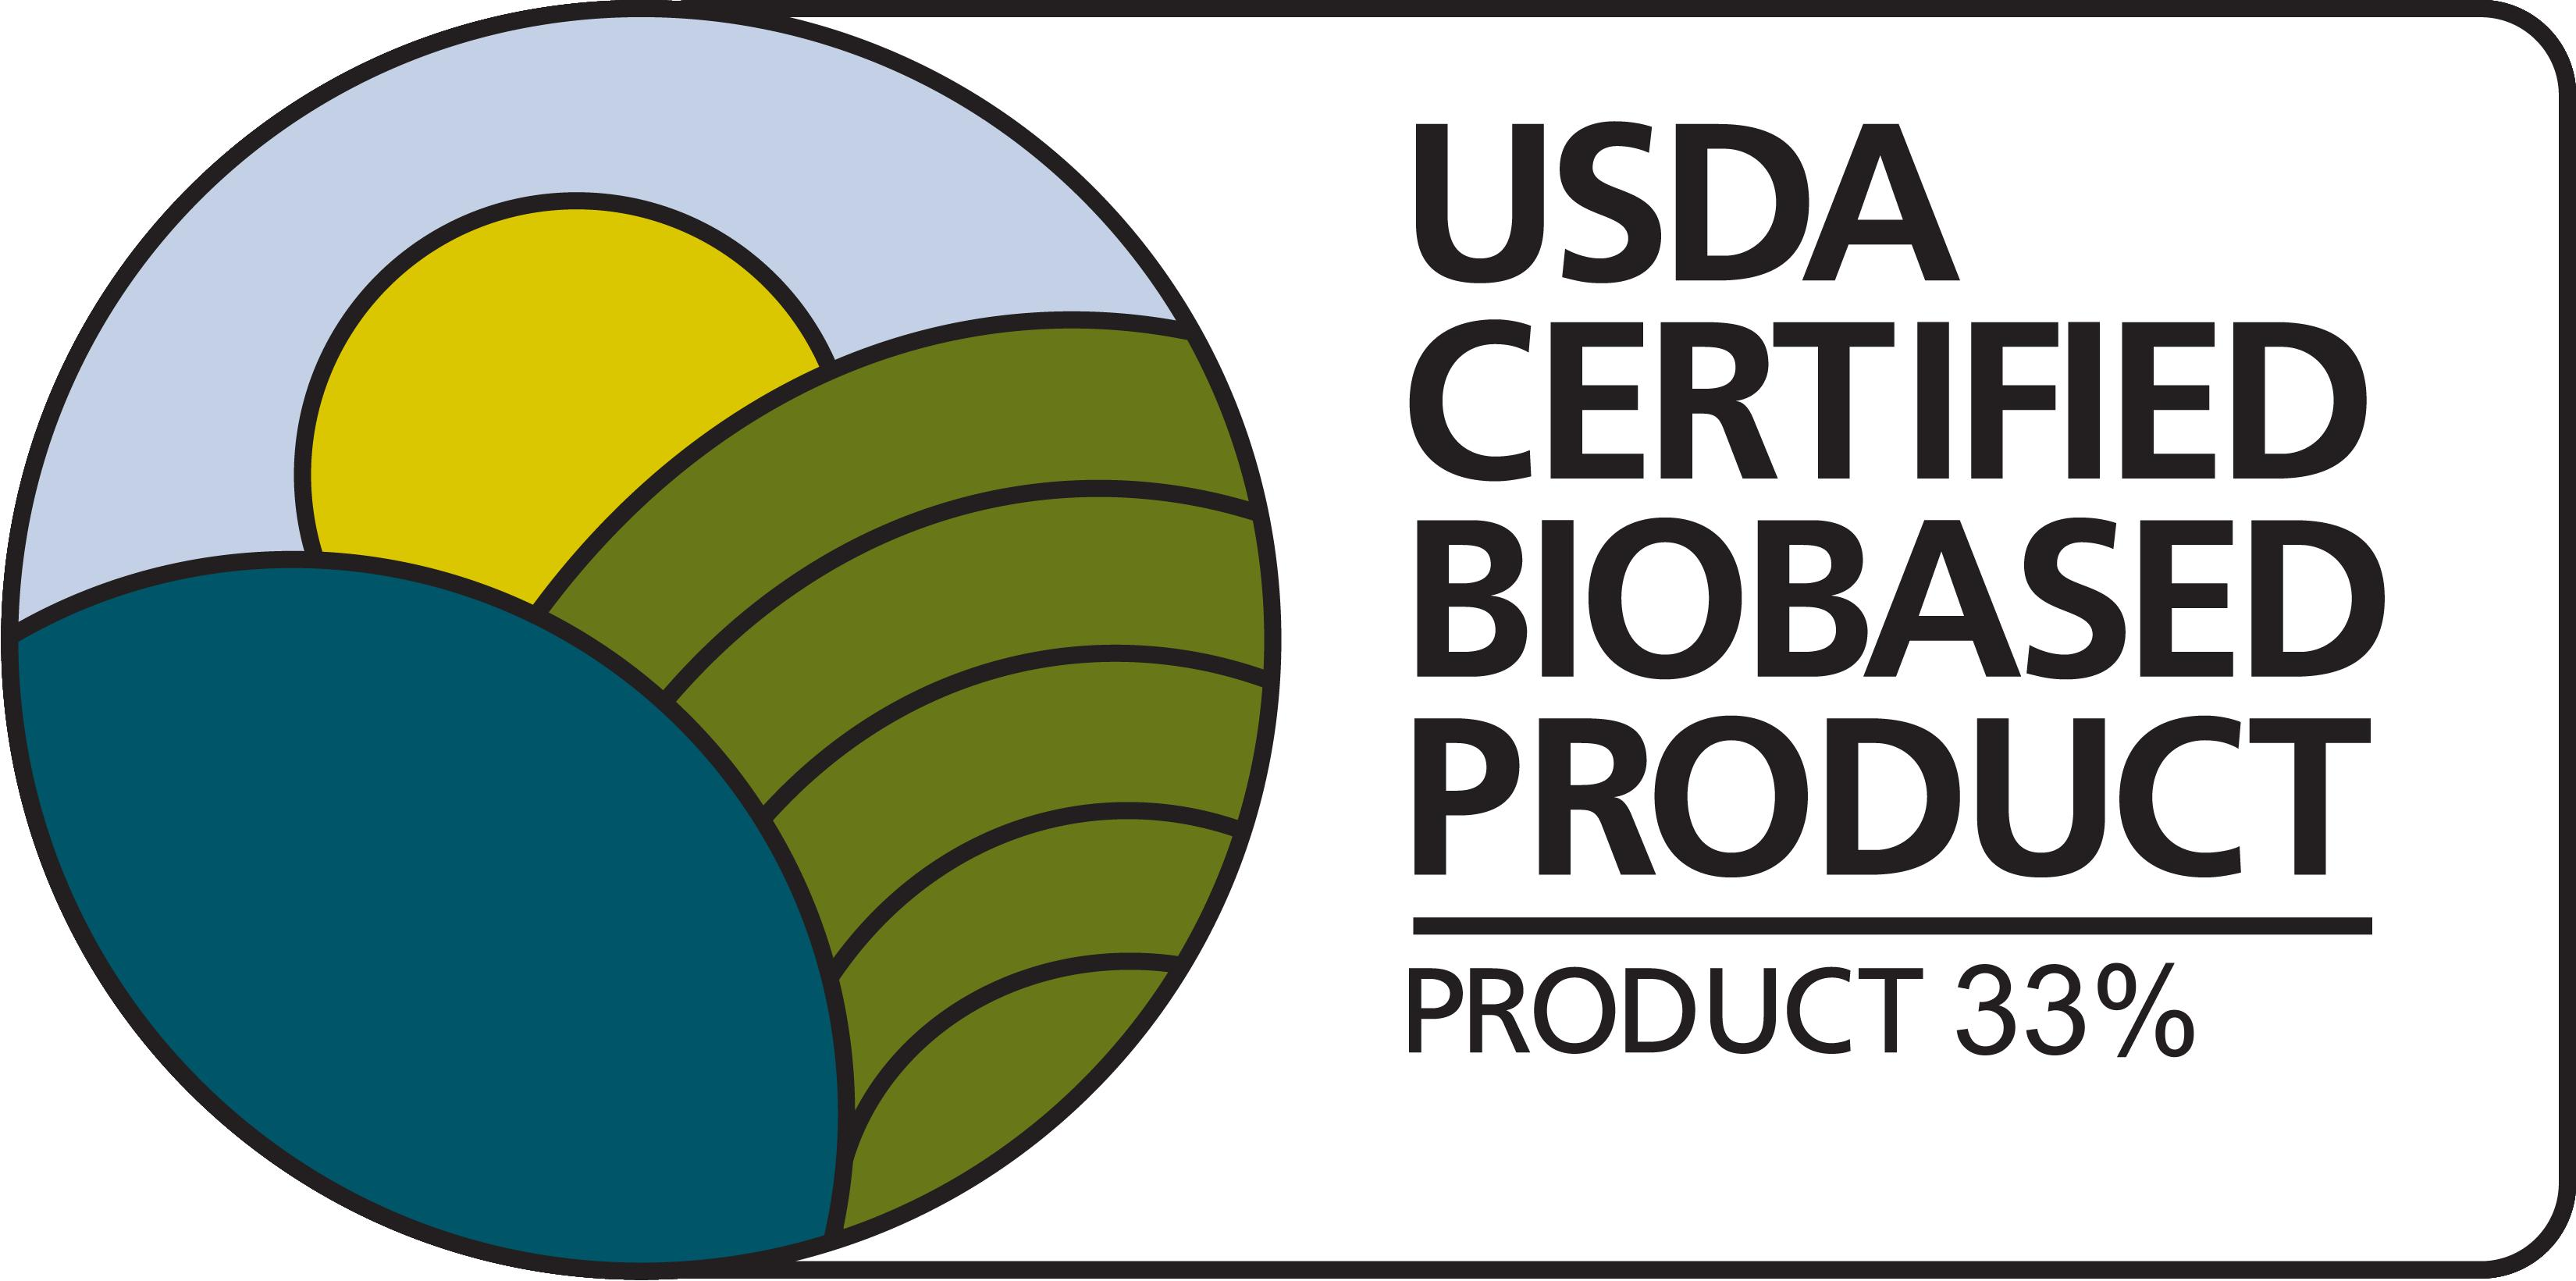 USDA
CERTIFIED
BIOBASED
PRODUCT
PRODUCT 33%